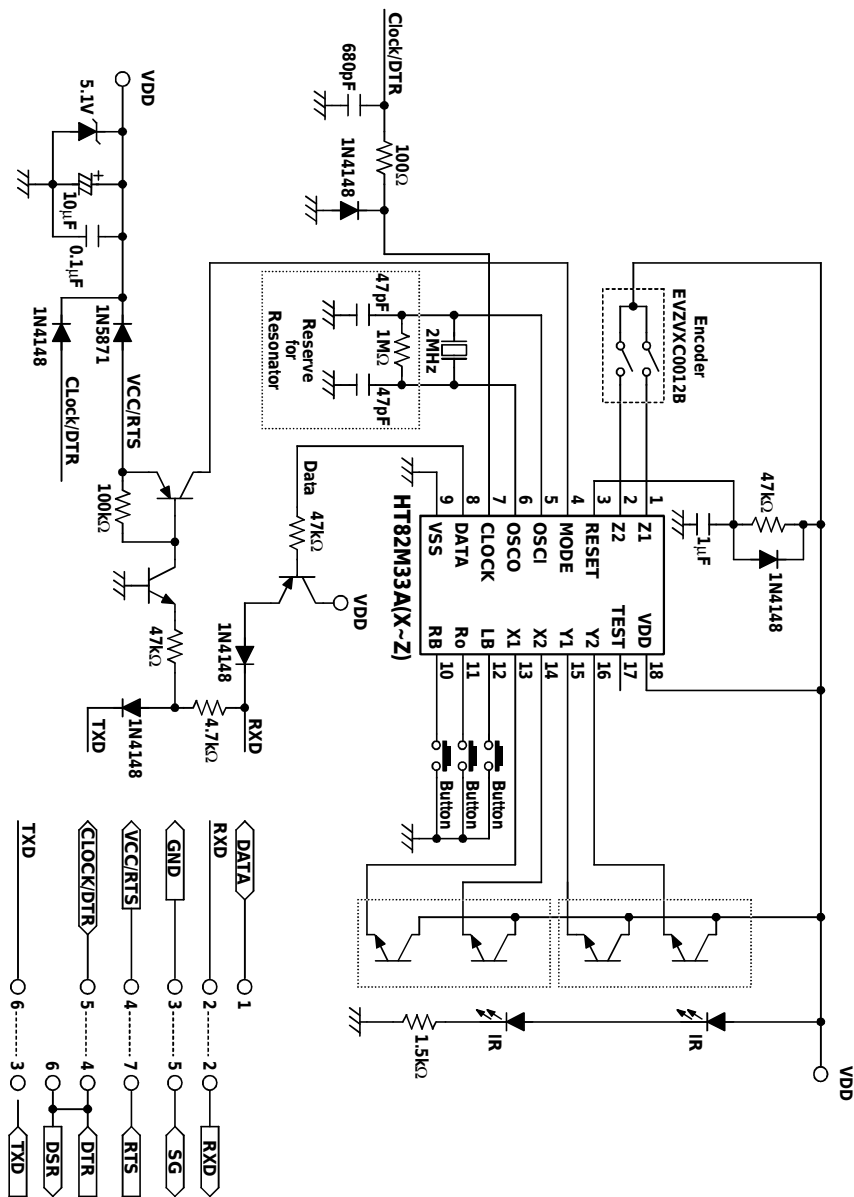 Clock/DTR
680pF
100Ω
1N4148
VDD
5.1V
+
10µF
0.1µF
1N5871
1N4148
VCC/RTS
CLock/DTR
100kΩ
47kΩ
1N4148
4.7kΩ
TXD
RXD
1N4148
VDD
47kΩ
Data
47pF
1MΩ
2MHz
47pF
Reserve
for
Resonator
Encoder
EVZVXC0012B
47kΩ
1µF
1N4148
1 Z1
2 Z2
3 RESET
4 MODE
5 OSCI
6 OSCO
7 CLOCK
8 DATA
9 VSS
VDD 18
TEST 17
Y2 16
Y1 15
X2 14
X1 13
LB 12
Ro 11
RB 10
HT82M33A(X~Z)
Button
Button
Button
IR
IR
1.5kΩ
VDD
DATA 1
RXD 2 2 RXD
GND 3 5 SG
VCC/RTS 4 7 RTS
CLOCK/DTR 5 4 DTR
6 DSR
TXD 6 3 TXD